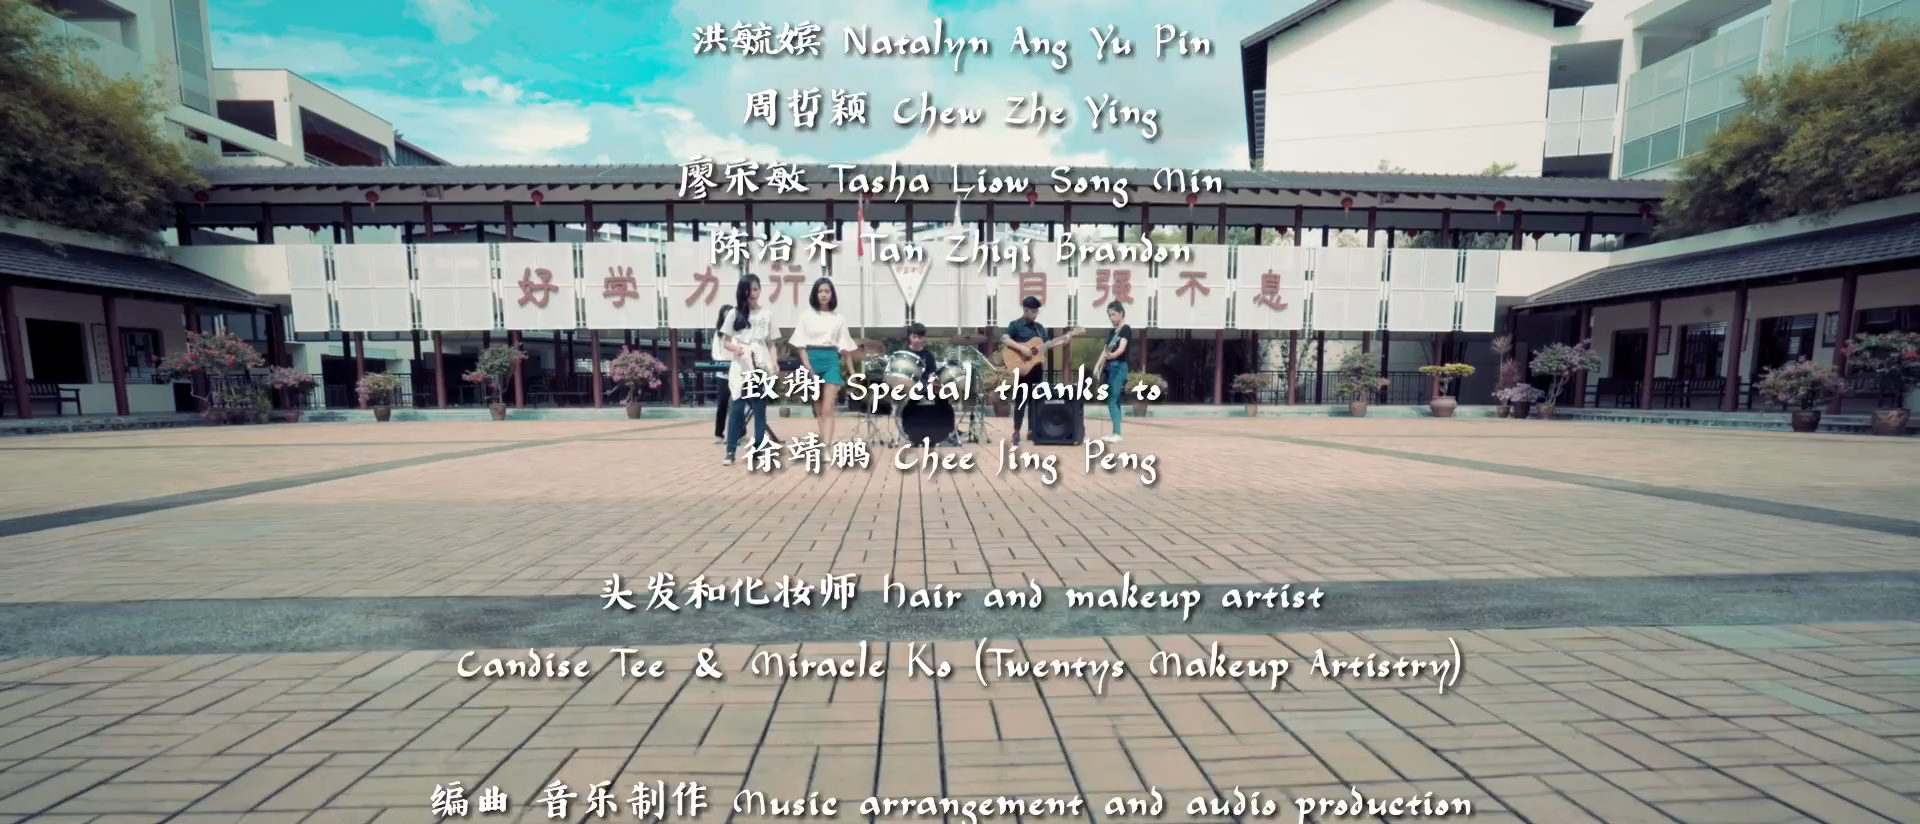 洪毓嫔 Natalyn Ang Yu Pin
周哲颖 Chew Zhe Ying
廖宋敏 Tasha Liow Song Min
陈治齐 Tan Zhiqi Brandon
好学力行 自强不息
致谢 Special thanks to
徐靖鹏 Chee Jing Peng
头发和化妆师 Hair and makeup artist
Candise Tee & Miracle Ko (Twentys Makeup Artistry)
编曲 音乐制作 Music arrangement and audio production